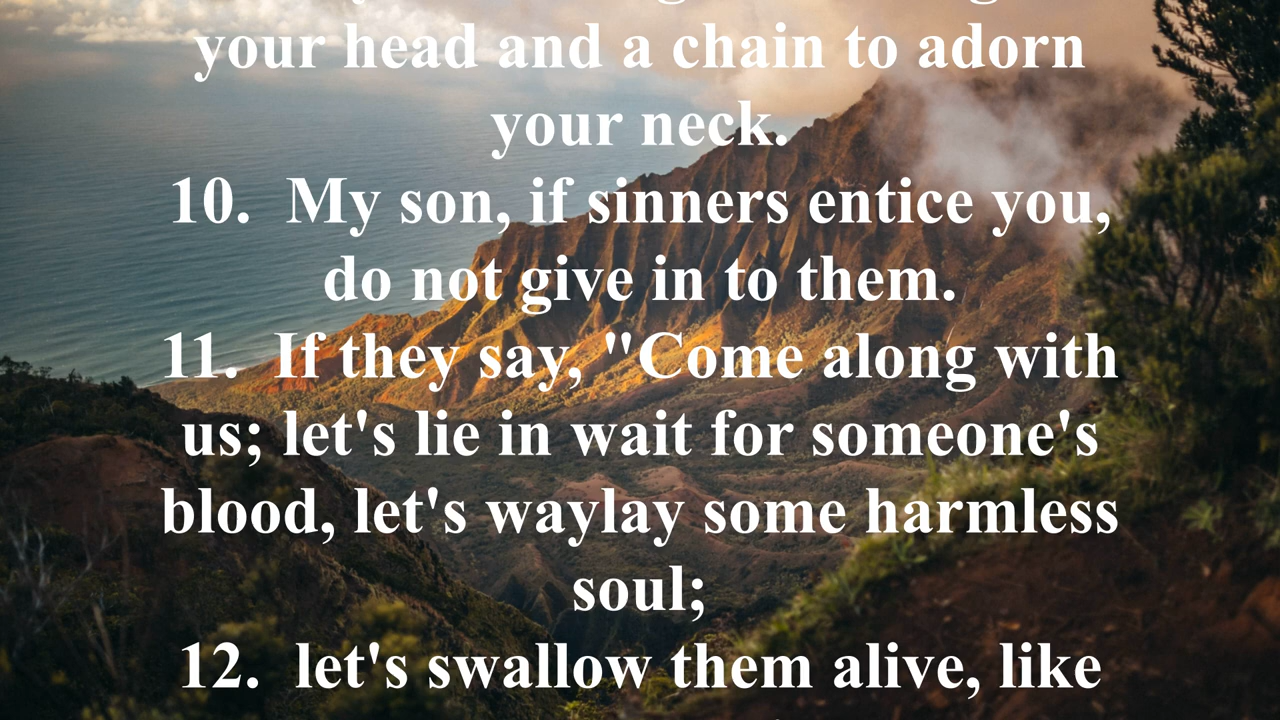 your head and a chain to adorn
your neck.
10. My son, if sinners entice you,
do not give in to them.
11. If they say, "Come along with
us; let's lie in wait for someone's
blood, let's waylay some harmless
soul;
12. let's swallow them alive, like